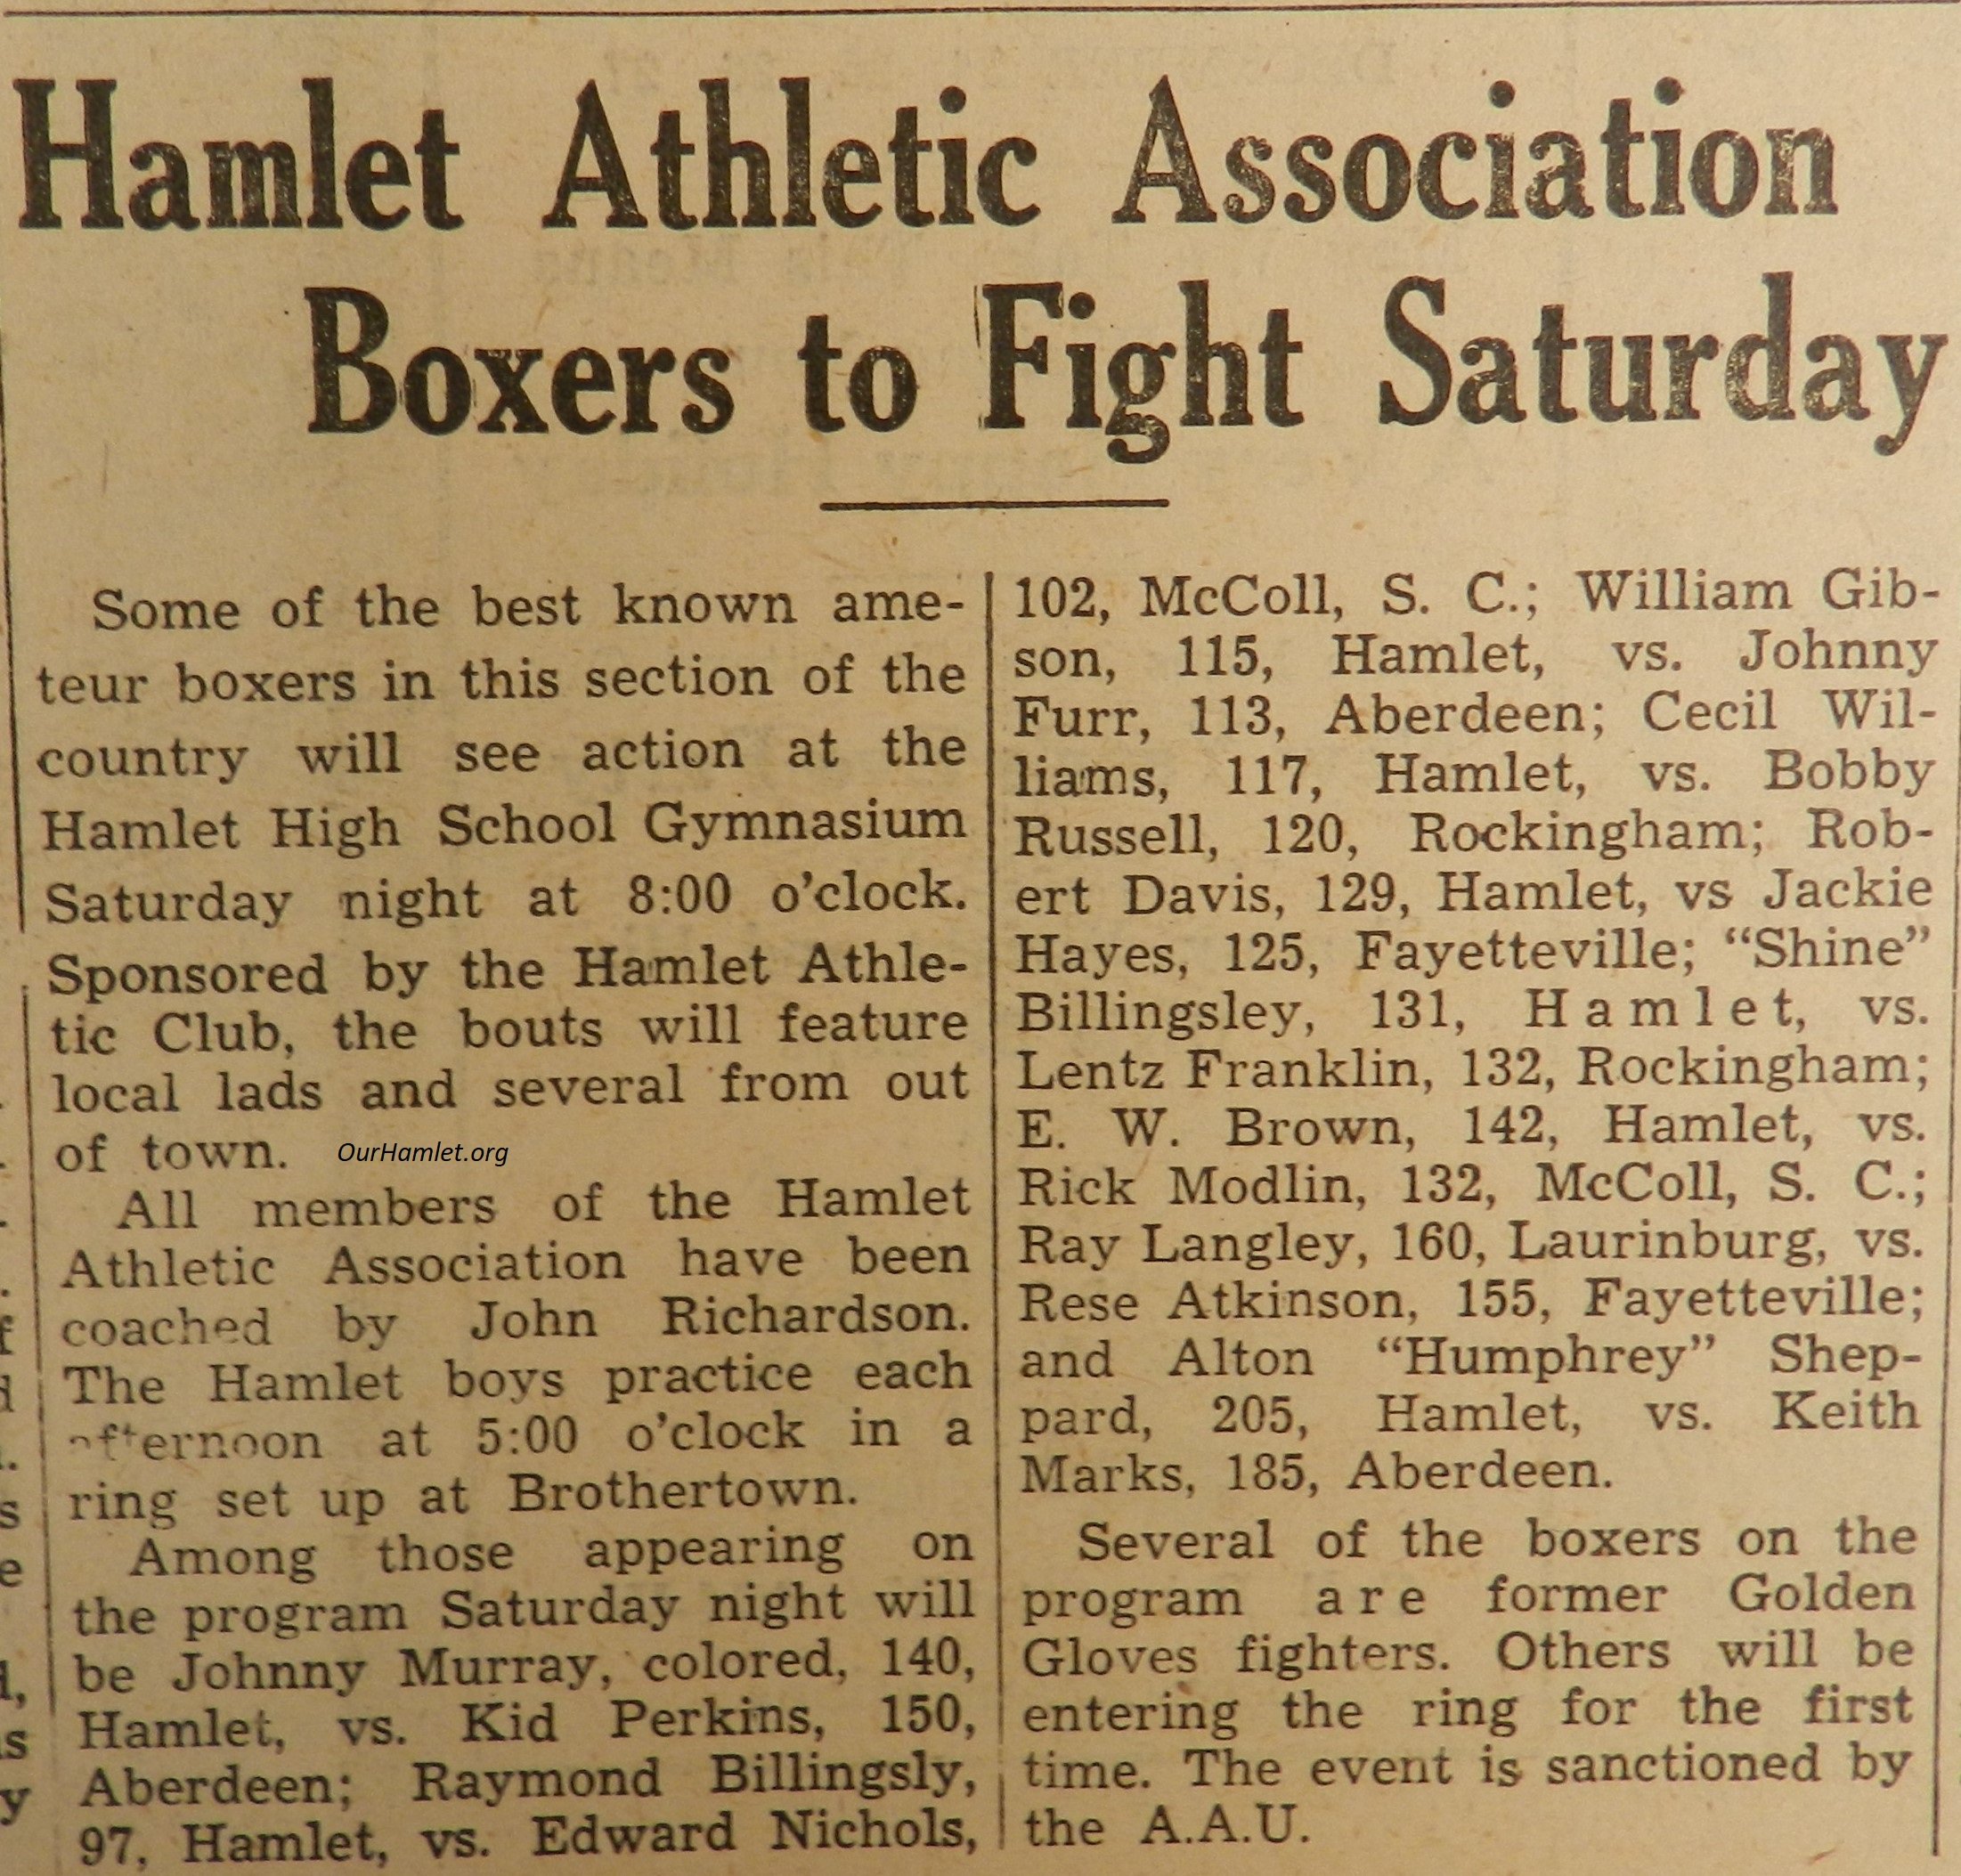 Hamlet Athletic Association
Boxers to Fight Saturday
Some of the best known ame-
teur boxers in this section of the
country will see action at the
Hamlet High School Gymnasium
Saturday night at 8:00 o'clock.
Sponsored by the Hamlet Athle-
tic Club, the bouts will feature
local lads and several from out
of town.
OurHamlet.org
All members of the Hamlet
Athletic Association have been
coached by John Richardson.
The Hamlet boys practice each
afternoon at 5:00 o'clock in a
ring set up at Brothertown.
Among those appearing on
the program Saturday night will
be Johnny Murray, colored, 140,
Hamlet, vs. Kid Perkins, 150,
Aberdeen; Raymond Billingsly,
97, Hamlet, vs. Edward Nichols,
102, McColl, S. C.; William Gib-
son, 115, Hamlet, vs. Johnny
Furr, 113, Aberdeen; Cecil Wil-
liams, 117, Hamlet, vs. Bobby
Russell, 120, Rockingham; Rob-
ert Davis, 129, Hamlet, vs Jackie
Hayes, 125, Fayetteville; “Shine”
Billingsley, 131, Hamlet, vs.
Lentz Franklin, 132, Rockingham;
E. W. Brown, 142, Hamlet, vs.
Rick Modlin, 132, McColl, S. C.;
Ray Langley, 160, Laurinburg, vs.
Rese Atkinson, 155, Fayetteville;
and Alton “Humphrey” Shep-
pard, 205, Hamlet, vs. Keith
Marks, 185, Aberdeen.
Several of the boxers on the
program are former Golden
Gloves fighters. Others will be
entering the ring for the first
time. The event is sanctioned by
the A.A.U.